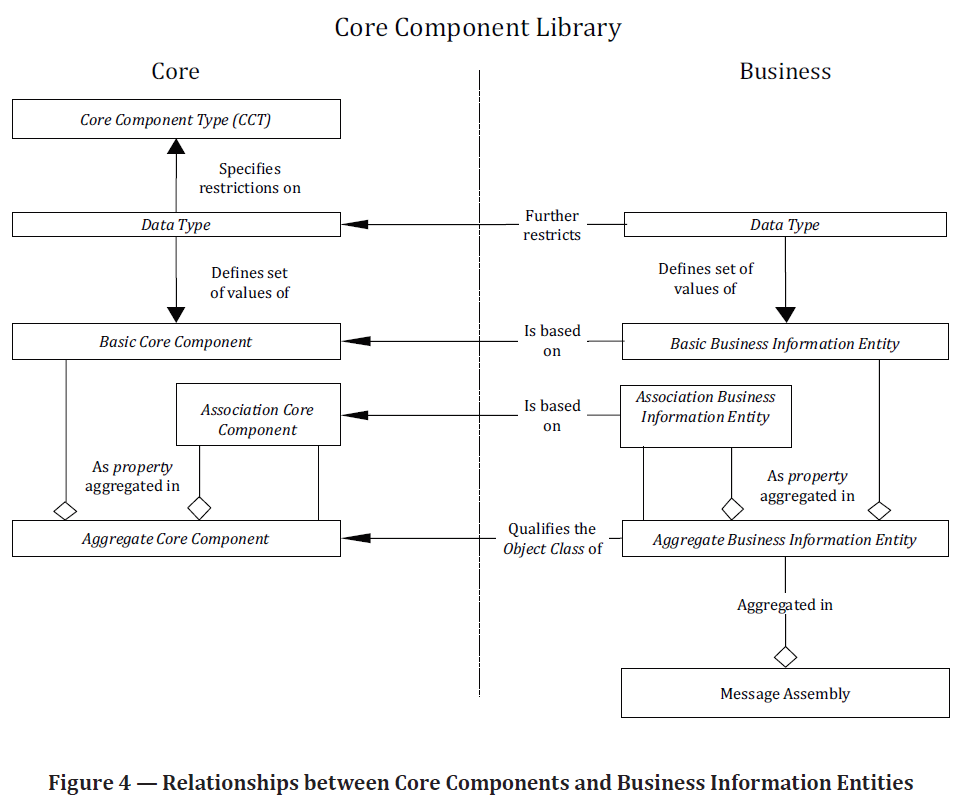 Core Component Library
Core
Business
Core Component Type (CCT)
Specifies
restrictions on
Data Type
Further
restricts
Data Type
Defines set
of values of
Defines set of
values of
Basic Core Component
Is based
on
Basic Business Information Entity
Association Core
Component
Is based
on
Association Business
Information Entity
As property
aggregated in
As property
aggregated in
Aggregate Core Component
Qualifies the
Object Class of
Aggregate Business Information Entity
Aggregated in
Message Assembly
Figure 4 — Relationships between Core Components and Business Information Entities